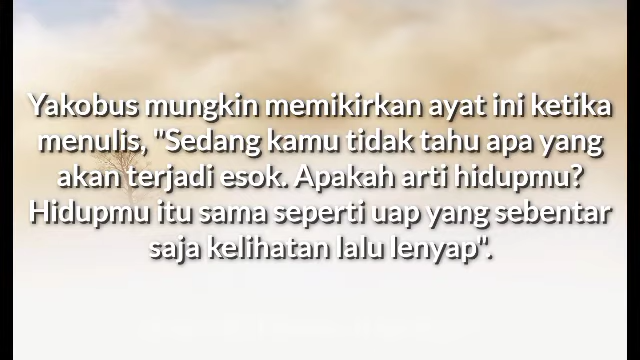 Yakobus mungkin memikirkan ayat ini ketika
menulis, "Sedang kamu tidak tahu apa yang
akan terjadi esok. Apakah arti hidupmu?
Hidupmu itu sama seperti uap yang sebentar
saja kelihatan lalu lenyap".